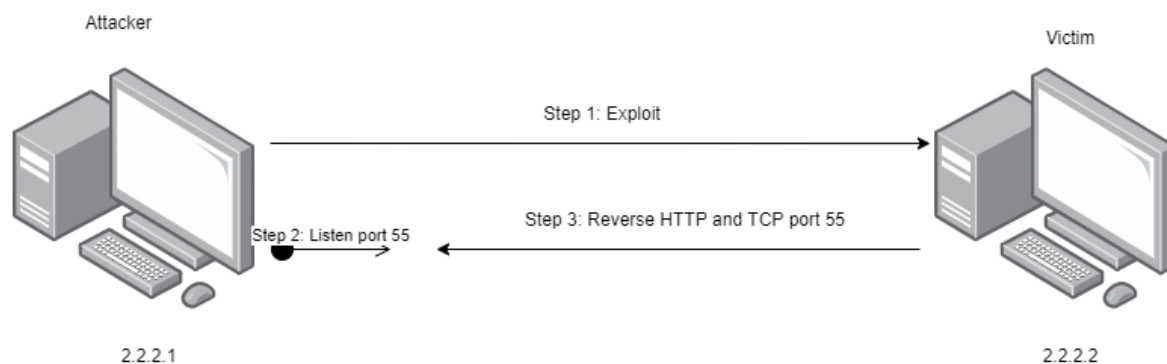 Attacker
Victim
Step 1: Exploit
Step 3: Reverse HTTP and TCP port 55
Step 2: Listen port 55
2.2.2.1
2.2.2.2